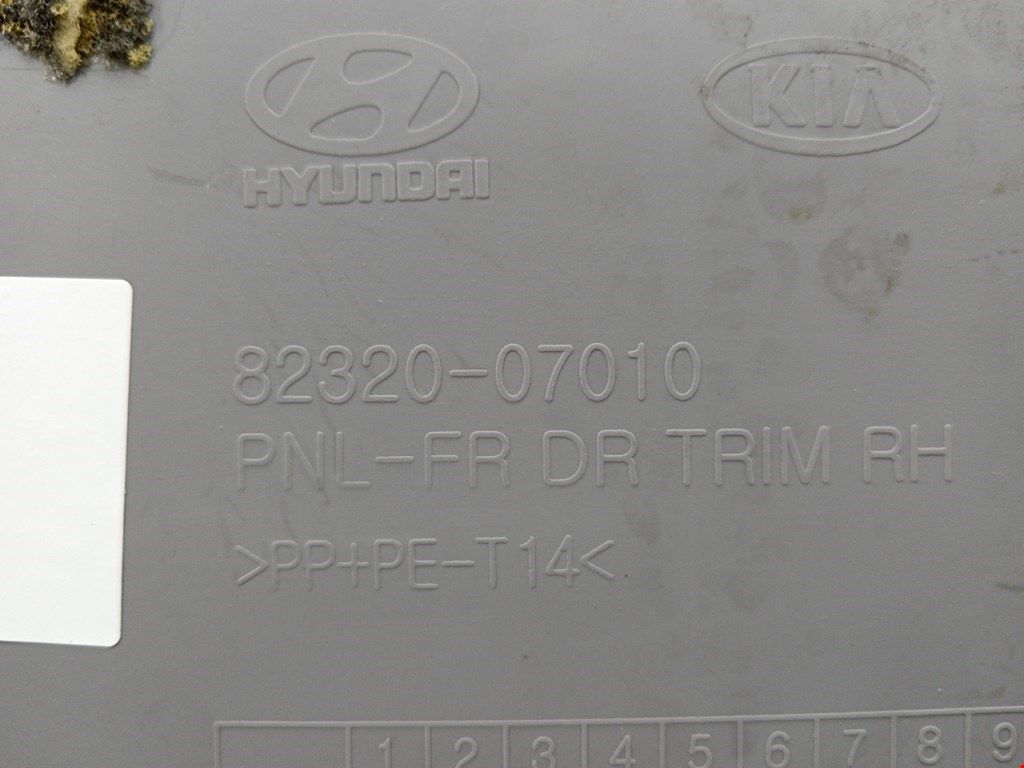 HYUNDAI
KIA
82320-07010
PNL-FR DR TRIM RH
>PP+PE-T14<
1 2 3 4 5 6 7 8 9